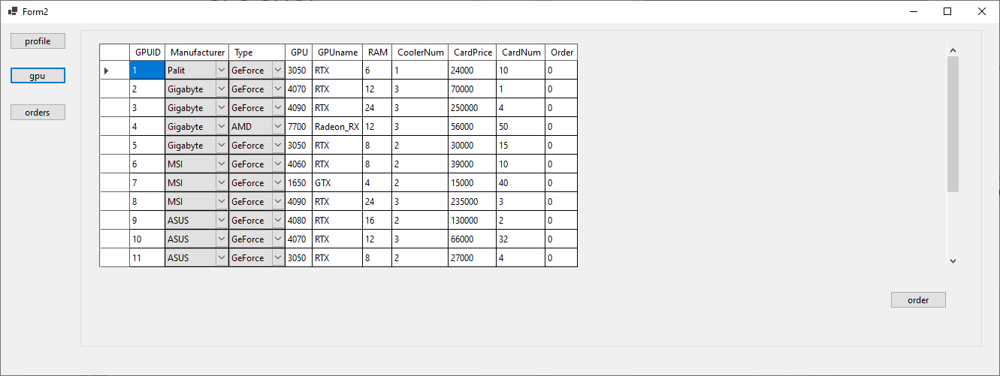 Form2
profile
gpu
orders
GPUID Manufacturer Type GPU GPUname RAM CoolerNum CardPrice CardNum Order
1 Palit GeForce 3050 RTX 6 1 24000 10 0
2 Gigabyte GeForce 4070 RTX 12 3 70000 1 0
3 Gigabyte GeForce 4090 RTX 24 3 250000 4 0
4 Gigabyte AMD 7700 Radeon_RX 12 3 56000 50 0
5 Gigabyte GeForce 3050 RTX 8 2 30000 15 0
6 MSI GeForce 4060 RTX 8 2 39000 10 0
7 MSI GeForce 1650 GTX 4 2 15000 40 0
8 MSI GeForce 4090 RTX 24 3 235000 3 0
9 ASUS GeForce 4080 RTX 16 2 130000 2 0
10 ASUS GeForce 4070 RTX 12 3 66000 32 0
11 ASUS GeForce 3050 RTX 8 2 27000 4 0
order